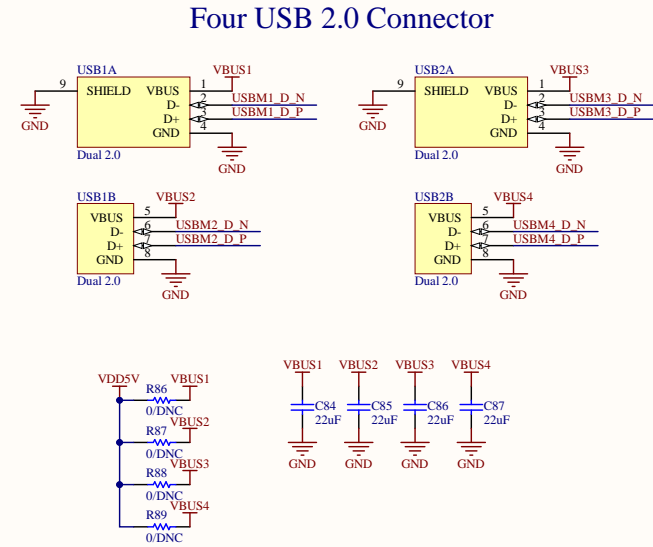 Four USB 2.0 Connector
USB1A
VBUS1
9 SHIELD VBUS 1
D- 2 USBM1_D_N
D+ 3 USBM1_D_P
GND 4
GND
Dual 2.0
GND
USB2A
VBUS3
9 SHIELD VBUS 1
D- 2 USBM3_D_N
D+ 3 USBM3_D_P
GND 4
GND
Dual 2.0
GND
USB1B
VBUS2
VBUS 5
D- 6 USBM2_D_N
D+ 7 USBM2_D_P
GND 8
Dual 2.0
GND
USB2B
VBUS4
VBUS 5
D- 6 USBM4_D_N
D+ 7 USBM4_D_P
GND 8
Dual 2.0
GND
VDD5V
R86 VBUS1
0/DNC
R87 VBUS2
0/DNC
R88 VBUS3
0/DNC
R89 VBUS4
0/DNC
VBUS1 VBUS2 VBUS3 VBUS4
C84 C85 C86 C87
22uF 22uF 22uF 22uF
GND GND GND GND